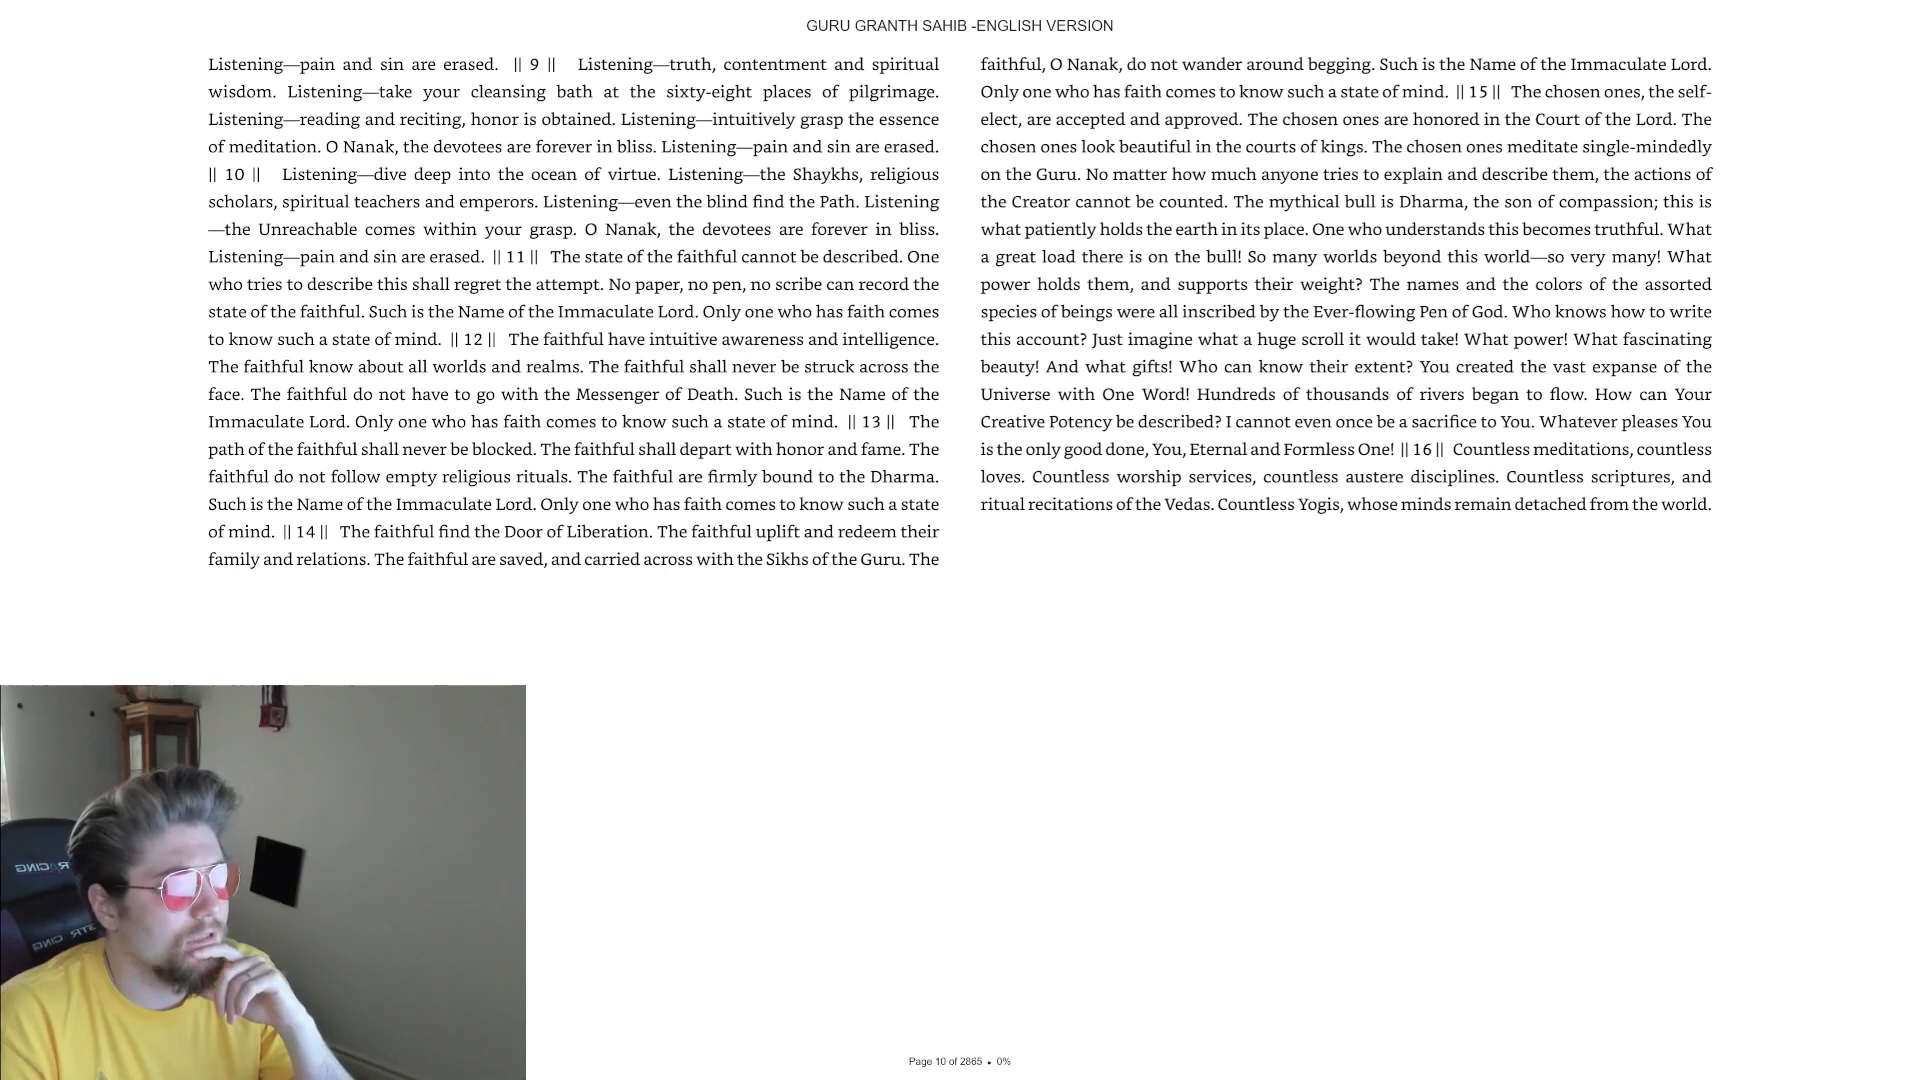 GURU GRANTH SAHIB -ENGLISH VERSION
Listening—pain and sin are erased. || 9 || Listening—truth, contentment and spiritual
wisdom. Listening—take your cleansing bath at the sixty-eight places of pilgrimage.
Listening—reading and reciting, honor is obtained. Listening—intuitively grasp the essence
of meditation. O Nanak, the devotees are forever in bliss. Listening—pain and sin are erased.
|| 10 || Listening—dive deep into the ocean of virtue. Listening—the Shaykhs, religious
scholars, spiritual teachers and emperors. Listening—even the blind find the Path. Listening
—the Unreachable comes within your grasp. O Nanak, the devotees are forever in bliss.
Listening—pain and sin are erased. || 11 || The state of the faithful cannot be described. One
who tries to describe this shall regret the attempt. No paper, no pen, no scribe can record the
state of the faithful. Such is the Name of the Immaculate Lord. Only one who has faith comes
to know such a state of mind. || 12 || The faithful have intuitive awareness and intelligence.
The faithful know about all worlds and realms. The faithful shall never be struck across the
face. The faithful do not have to go with the Messenger of Death. Such is the Name of the
Immaculate Lord. Only one who has faith comes to know such a state of mind. || 13 || The
path of the faithful shall never be blocked. The faithful shall depart with honor and fame. The
faithful do not follow empty religious rituals. The faithful are firmly bound to the Dharma.
Such is the Name of the Immaculate Lord. Only one who has faith comes to know such a state
of mind. || 14 || The faithful find the Door of Liberation. The faithful uplift and redeem their
family and relations. The faithful are saved, and carried across with the Sikhs of the Guru. The
faithful, O Nanak, do not wander around begging. Such is the Name of the Immaculate Lord.
Only one who has faith comes to know such a state of mind. || 15 || The chosen ones, the self-
elect, are accepted and approved. The chosen ones are honored in the Court of the Lord. The
chosen ones look beautiful in the courts of kings. The chosen ones meditate single-mindedly
on the Guru. No matter how much anyone tries to explain and describe them, the actions of
the Creator cannot be counted. The mythical bull is Dharma, the son of compassion; this is
what patiently holds the earth in its place. One who understands this becomes truthful. What
a great load there is on the bull! So many worlds beyond this world—so very many! What
power holds them, and supports their weight? The names and the colors of the assorted
species of beings were all inscribed by the Ever-flowing Pen of God. Who knows how to write
this account? Just imagine what a huge scroll it would take! What power! What fascinating
beauty! And what gifts! Who can know their extent? You created the vast expanse of the
Universe with One Word! Hundreds of thousands of rivers began to flow. How can Your
Creative Potency be described? I cannot even once be a sacrifice to You. Whatever pleases You
is the only good done, You, Eternal and Formless One! || 16 || Countless meditations, countless
loves. Countless worship services, countless austere disciplines. Countless scriptures, and
ritual recitations of the Vedas. Countless Yogis, whose minds remain detached from the world.
Page 10 of 2865 • 0%